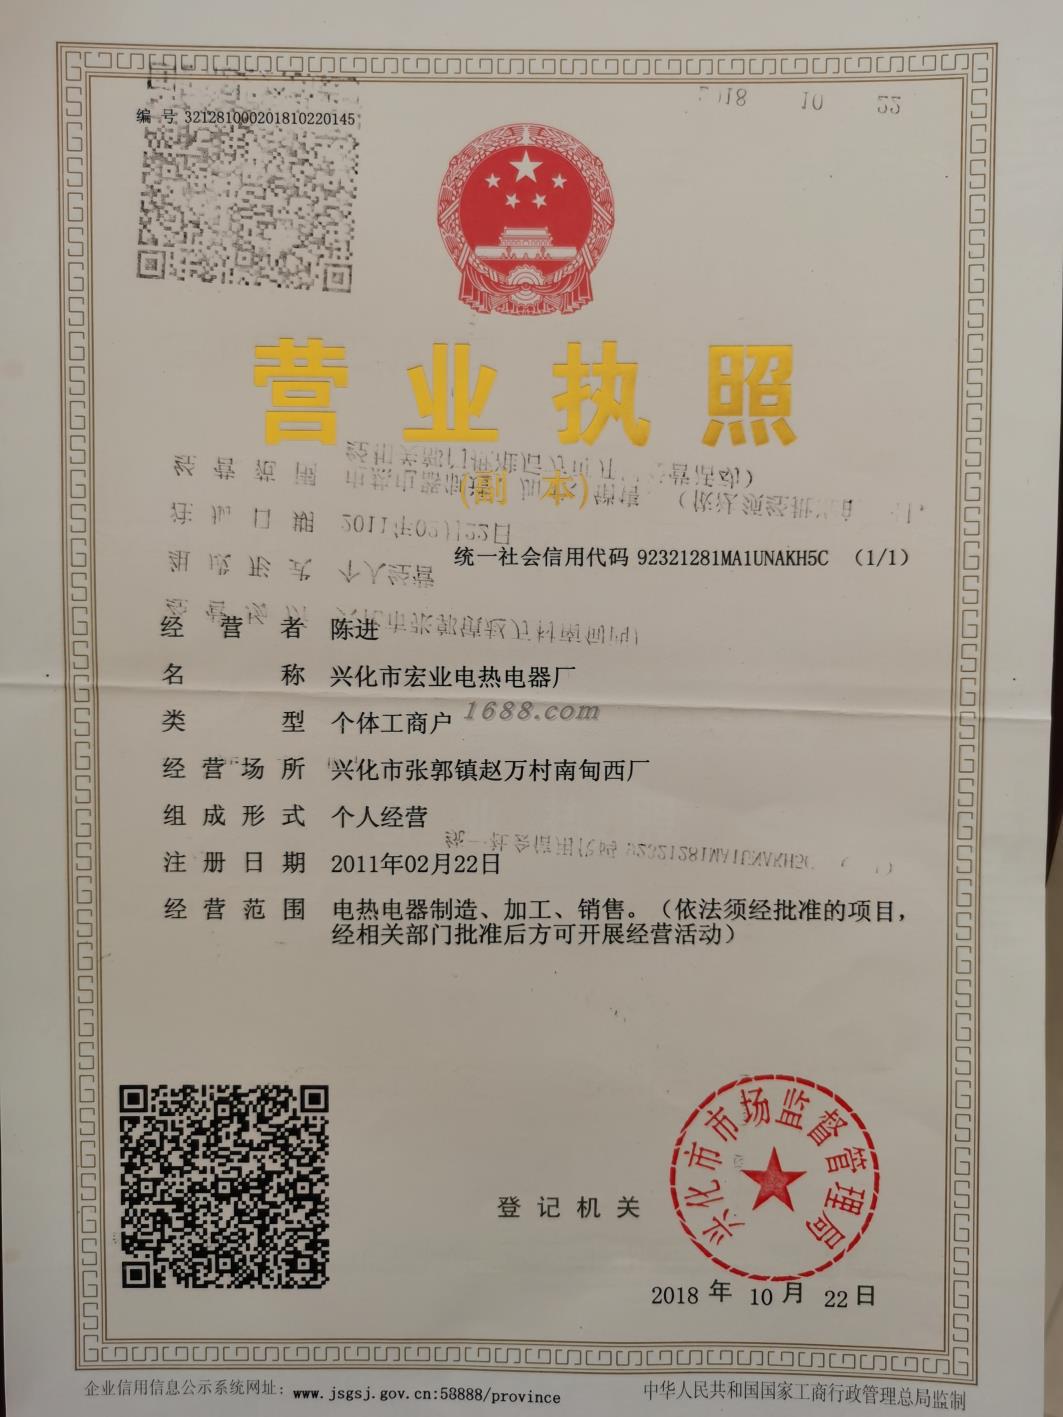 编 号 321281000201810220145
营业执照
(副 本)
统一社会信用代码 92321281MA1UNAKH5C （1/1）
经 营 者 陈进
名 称 兴化市宏业电热电器厂
1688.com
类 型 个体工商户
经 营 场 所 兴化市张郭镇赵万村南甸西厂
组 成 形 式 个人经营
注 册 日 期 2011年02月22日
经 营 范 围 电热电器制造、加工、销售。（依法须经批准的项目，
经相关部门批准后方可开展经营活动）
兴化市市场监督管理局
登 记 机 关
2018 年 10 月 22 日
企业信用信息公示系统网址：www.jsgsj.gov.cn:58888/province
中华人民共和国国家工商行政管理总局监制